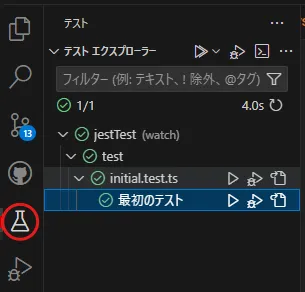 テスト
テスト エクスプローラー
フィルター (例: テキスト、! 除外、@タグ)
1/1 4.0s
jestTest (watch)
test
initial.test.ts
最初のテスト
13